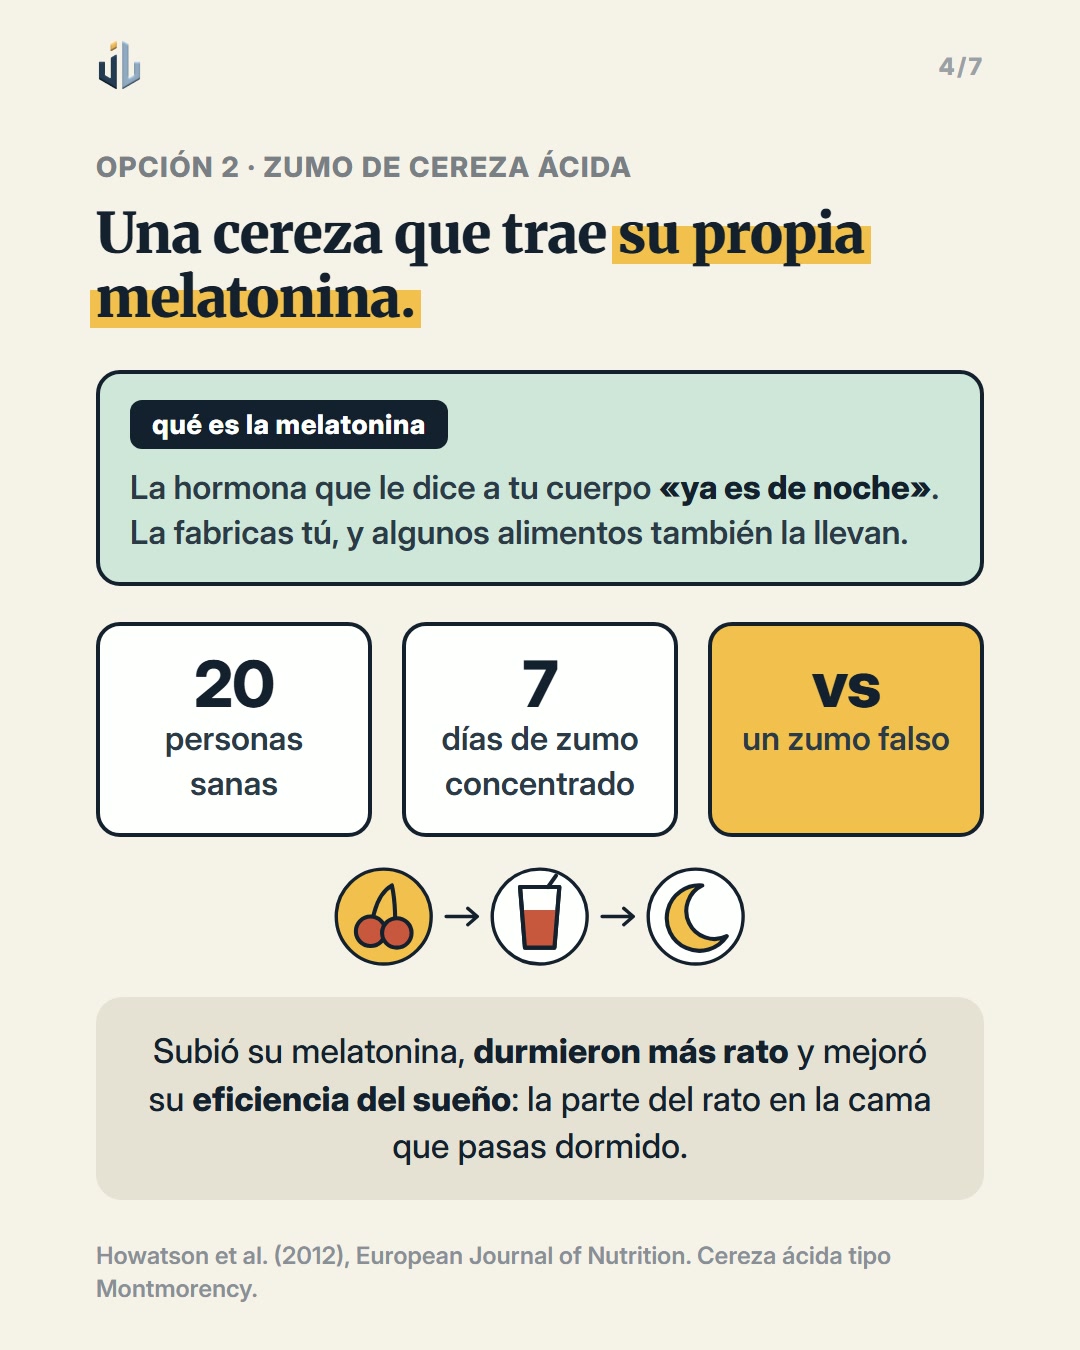 4/7
OPCIÓN 2 · ZUMO DE CEREZA ÁCIDA
Una cereza que trae su propia
melatonina.
qué es la melatonina
La hormona que le dice a tu cuerpo «ya es de noche».
La fabricas tú, y algunos alimentos también la llevan.
20
personas
sanas
7
días de zumo
concentrado
vs
un zumo falso
Subió su melatonina, durmieron más rato y mejoró
su eficiencia del sueño: la parte del rato en la cama
que pasas dormido.
Howatson et al. (2012), European Journal of Nutrition. Cereza ácida tipo
Montmorency.